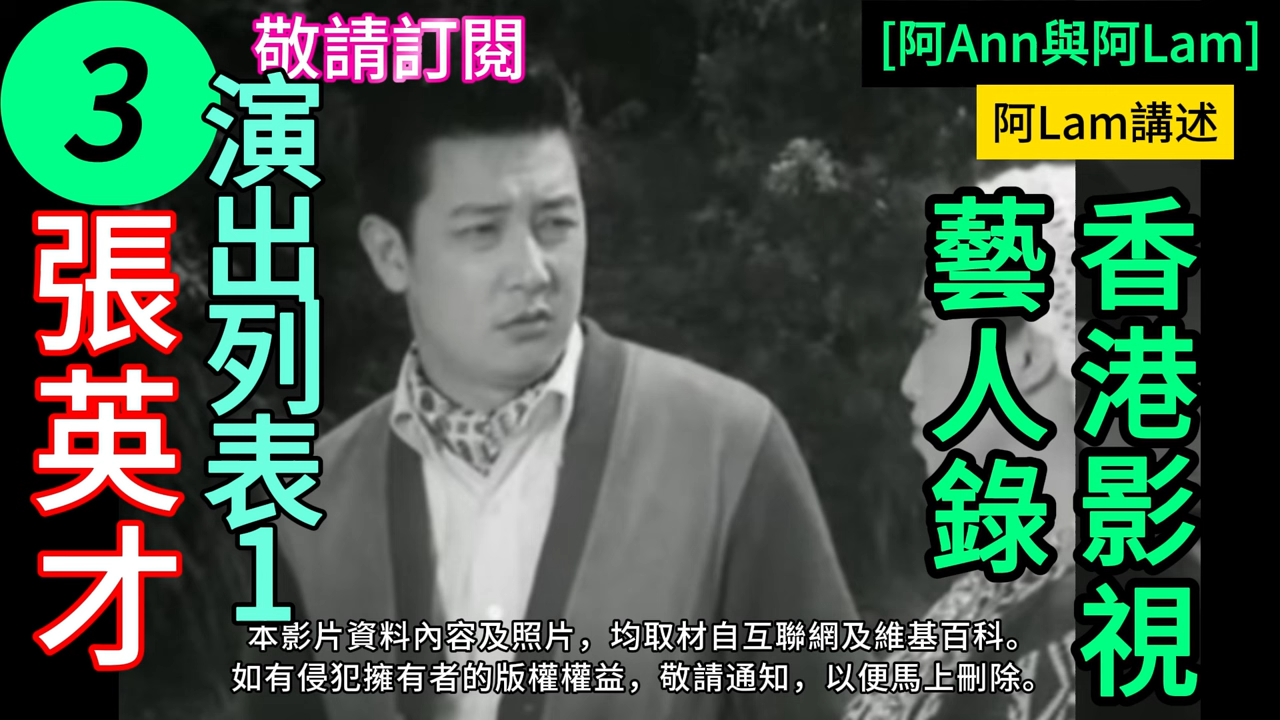 3
敬請訂閱
演出列表1
張英才
[阿Ann與阿Lam]
阿Lam講述
香港影視
藝人錄
本影片資料內容及照片，均取材自互聯網及維基百科。
如有侵犯擁有者的版權權益，敬請通知，以便馬上刪除。